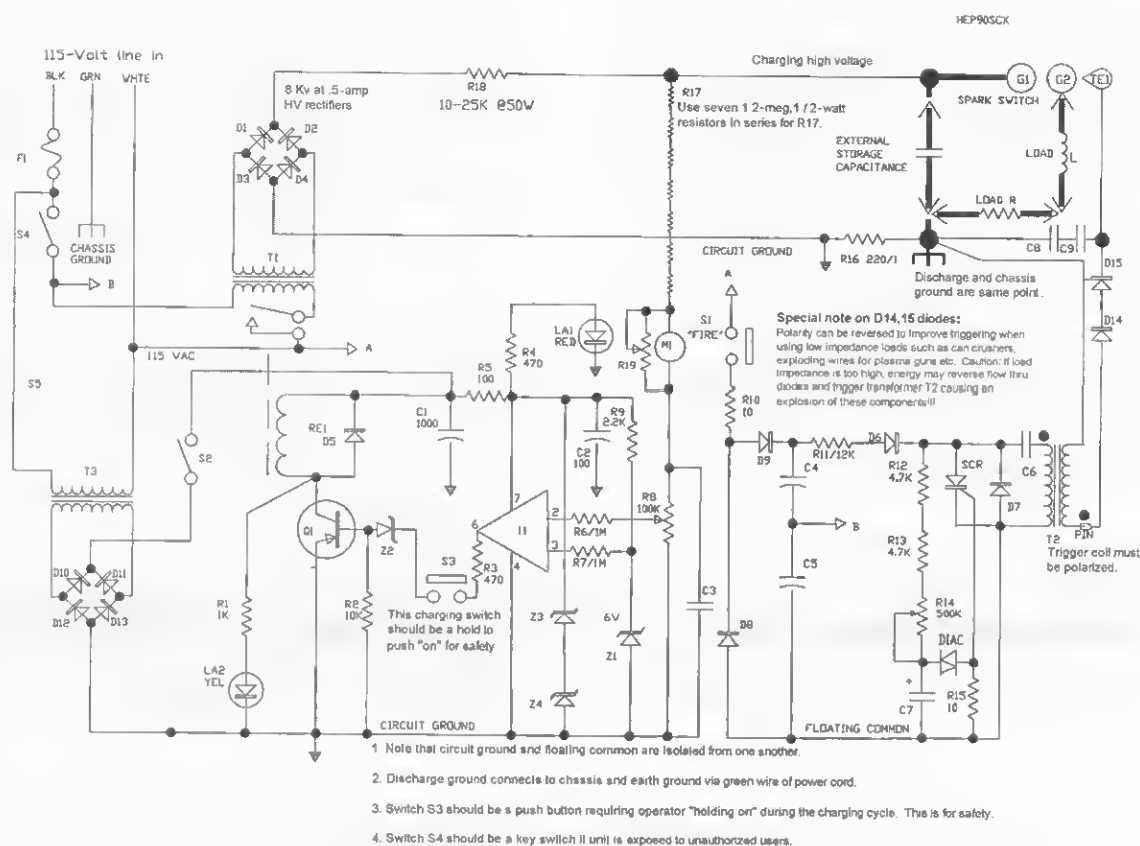 HEP90SCX
115-Volt line in
BLK GRN WHTE
8 Kv at .5-amp
HV rectifiers
R18
10-25K @50W
Charging high voltage
R17
Use seven 1 2-meg,1 / 2-watt
resistors in series for R17.
G1
G2
TE1
SPARK SWITCH
D1
D2
D3
D4
F1
EXTERNAL
STORAGE
CAPACITANCE
LOAD
L
LOAD R
S4
CHASSIS
GROUND
T1
B
CIRCUIT GROUND
R16 220/1
C8
C9
D15
D14
Discharge and chassis
ground are same point.
A
S1
"FIRE"
Special note on D14,15 diodes:
Polarity can be reversed to improve triggering when
using low impedance loads such as can crushers,
exploding wires for plasma guns etc. Caution: if load
impedance is too high, energy may reverse flow thru
diodes and trigger transformer T2 causing an
explosion of these components!!!
115 VAC
A
S5
R4
470
LA1
RED
R19
M1
R5
100
RE1
D5
C1
1000
C2
100
R9
2.2K
R10
10
S2
T3
D9
R11/12K
D6
C4
R12
4.7K
SCR
C6
D7
T2
PIN
Trigger coil must
be polarized.
B
Q1
Z2
7
6
I1
2
3
4
R6/1M
R7/1M
R8
100K
R3
470
S3
This charging switch
should be a hold to
push "on" for safety
D10
D11
D12
D13
R1
1K
R2
10K
C3
C5
R13
4.7K
R14
500K
DIAC
Z3
6V
Z1
D8
LA2
YEL
Z4
+
C7
R15
10
CIRCUIT GROUND
FLOATING COMMON
1 Note that circuit ground and floating common are isolated from one another.
2. Discharge ground connects to chassis and earth ground via green wire of power cord.
3. Switch S3 should be a push button requiring operator "holding on" during the charging cycle. This is for safety.
4. Switch S4 should be a key switch if unit is exposed to unauthorized users.